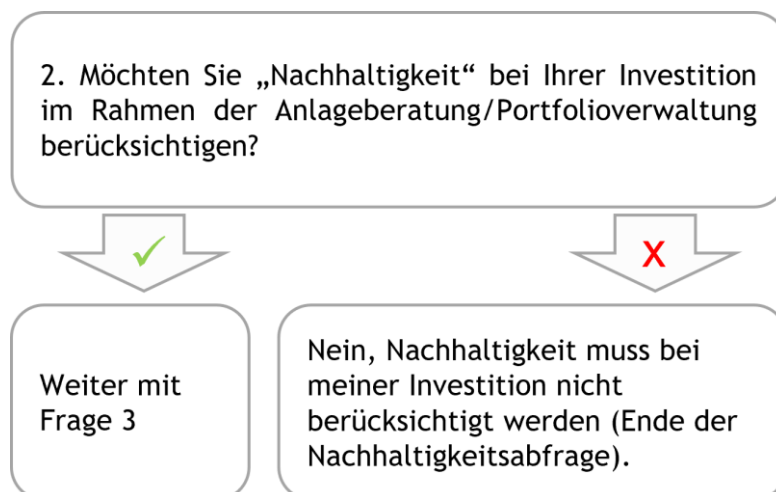 2. Möchten Sie „Nachhaltigkeit“ bei Ihrer Investition
im Rahmen der Anlageberatung/Portfolioverwaltung
berücksichtigen?
✓
X
Weiter mit
Frage 3
Nein, Nachhaltigkeit muss bei
meiner Investition nicht
berücksichtigt werden (Ende der
Nachhaltigkeitsabfrage).